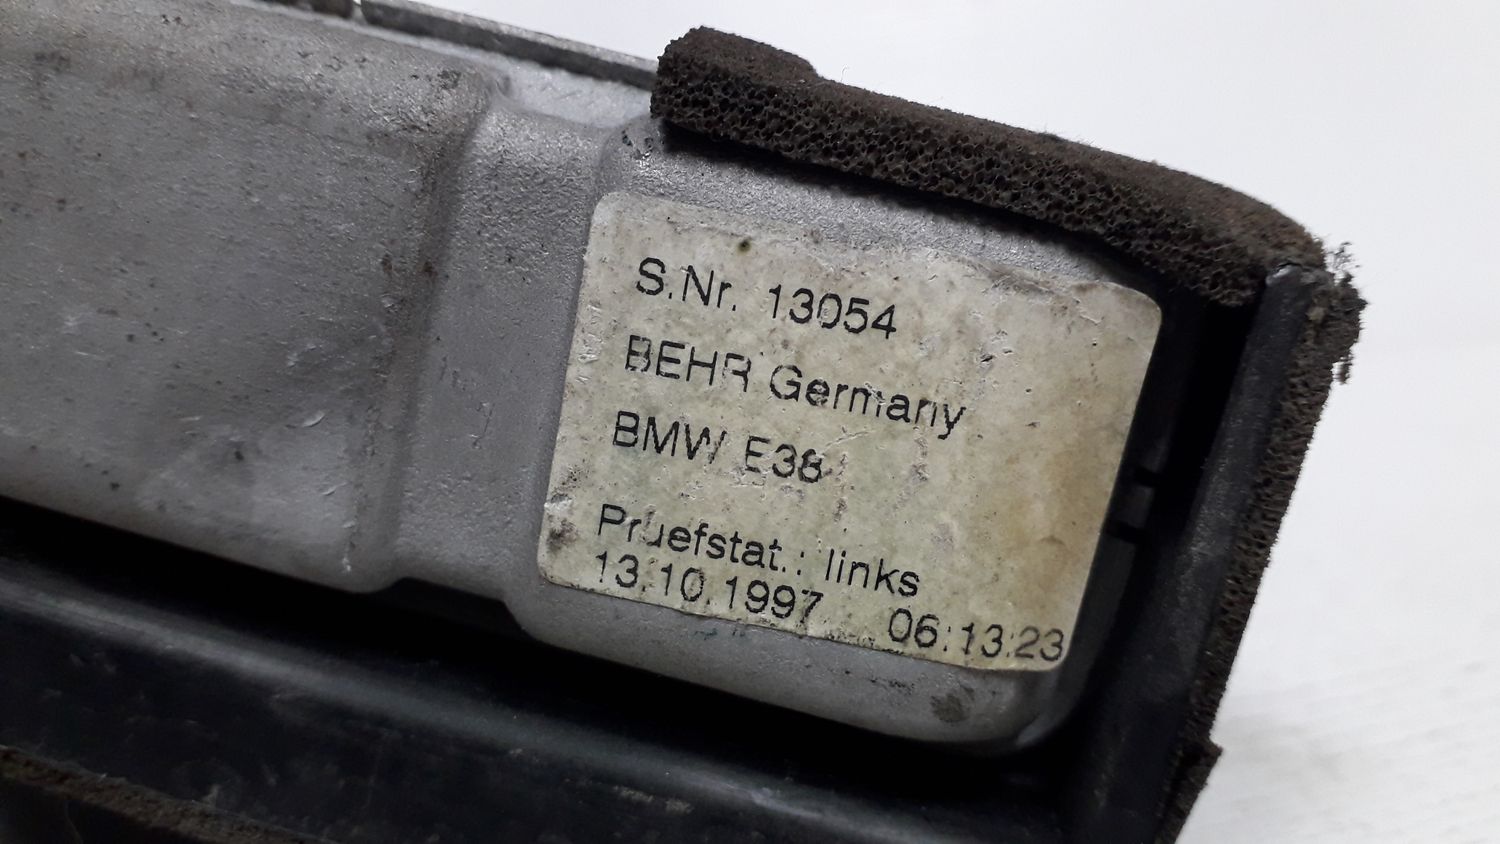 S.Nr. 13054
BEHR Germany
BMW E38
Pruefstat.: links
13.10.1997 06:13:23